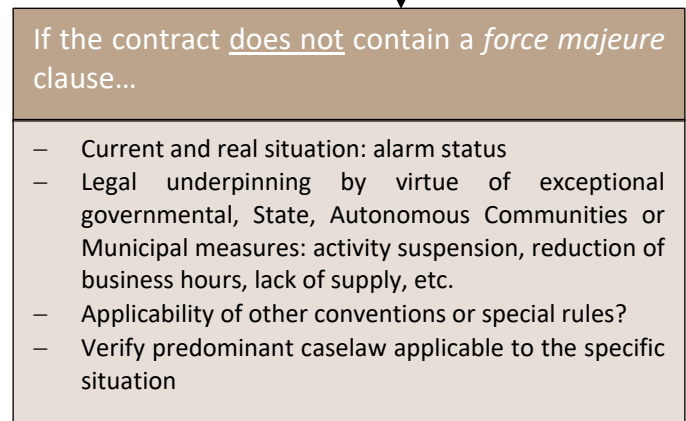 If the contract does not contain a force majeure
clause…
– Current and real situation: alarm status
– Legal underpinning by virtue of exceptional
governmental, State, Autonomous Communities or
Municipal measures: activity suspension, reduction of
business hours, lack of supply, etc.
– Applicability of other conventions or special rules?
– Verify predominant caselaw applicable to the specific
situation